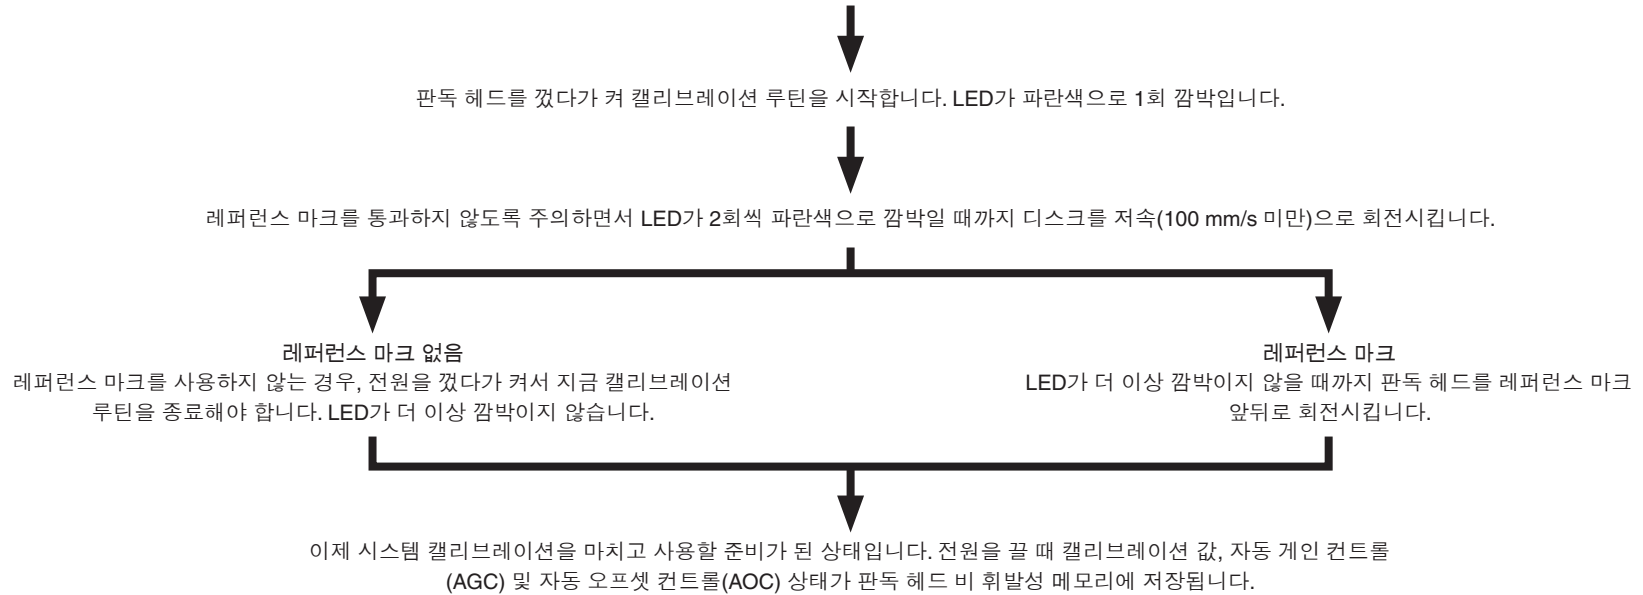 판독 헤드를 껐다가 켜 캘리브레이션 루틴을 시작합니다. LED가 파란색으로 1회 깜박입니다.
레퍼런스 마크를 통과하지 않도록 주의하면서 LED가 2회씩 파란색으로 깜박일 때까지 디스크를 저속(100 mm/s 미만)으로 회전시킵니다.
레퍼런스 마크 없음
레퍼런스 마크를 사용하지 않는 경우, 전원을 껐다가 켜서 지금 캘리브레이션
루틴을 종료해야 합니다. LED가 더 이상 깜박이지 않습니다.
레퍼런스 마크
LED가 더 이상 깜박이지 않을 때까지 판독 헤드를 레퍼런스 마크
앞뒤로 회전시킵니다.
이제 시스템 캘리브레이션을 마치고 사용할 준비가 된 상태입니다. 전원을 끌 때 캘리브레이션 값, 자동 게인 컨트롤
(AGC) 및 자동 오프셋 컨트롤(AOC) 상태가 판독 헤드 비 휘발성 메모리에 저장됩니다.